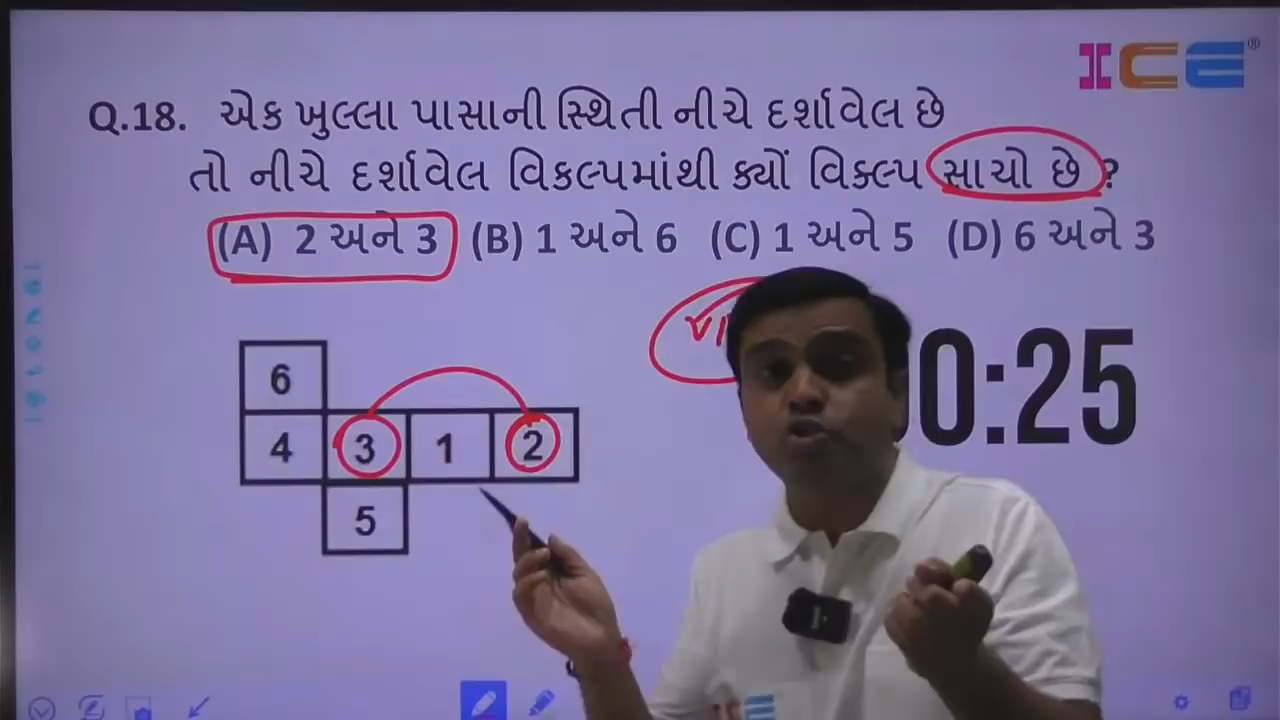 ICE®
Q.18. એક ખુલ્લા પાસાની સ્થિતી નીચે દર્શાવેલ છે
તો નીચે દર્શાવેલ વિકલ્પમાંથી ક્યોં વિક્લ્પ સાચો છે ?
(A) 2 અને 3 (B) 1 અને 6 (C) 1 અને 5 (D) 6 અને 3
0:25
6
4 3 1 2
5